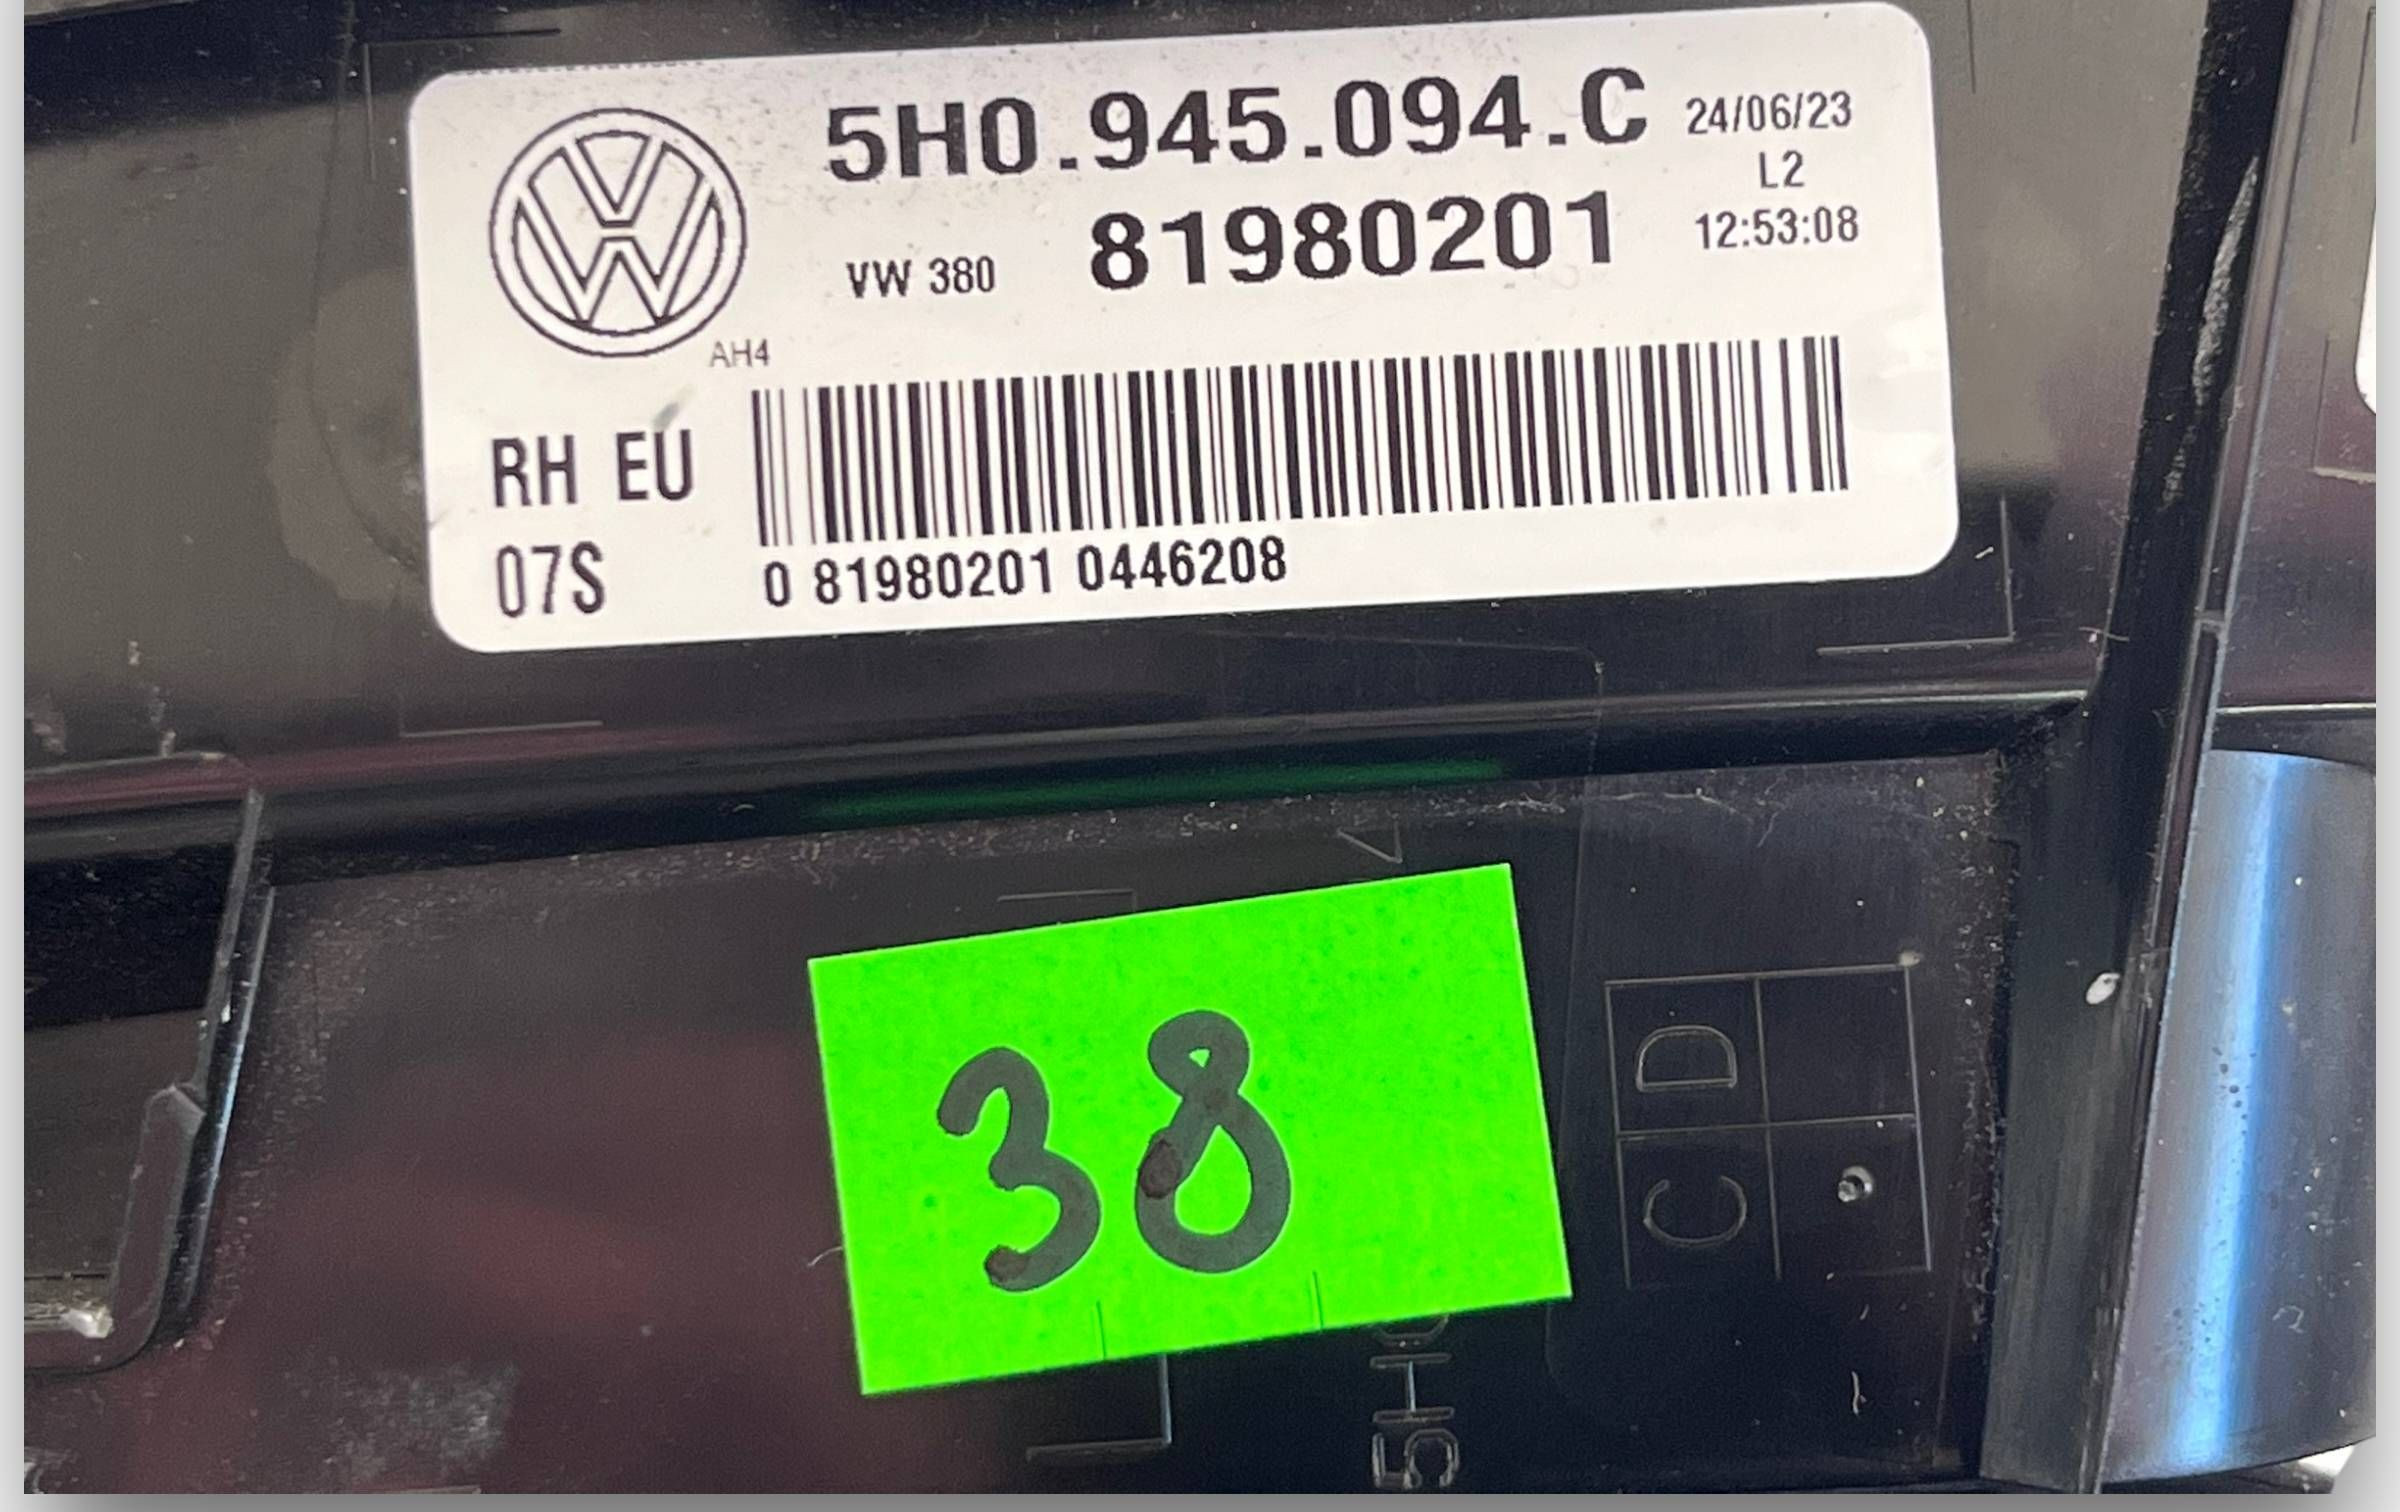 5H0.945.094.C
24/06/23
L2
VW 380
81980201
12:53:08
AH4
RH EU
07S
0 81980201 0446208
38
D
C
5H0